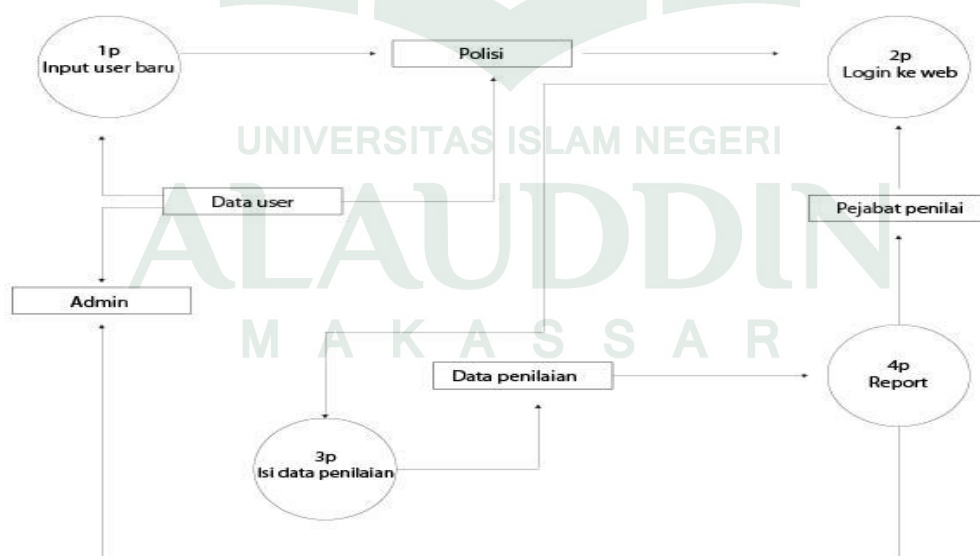 1p
Input user baru
Polisi
2p
Login ke web
UNIVERSITAS ISLAM NEGERI
Data user
Pejabat penilai
ALAUDDIN
Admin
MAKASSAR
Data penilaian
4p
Report
3p
Isi data penilaian